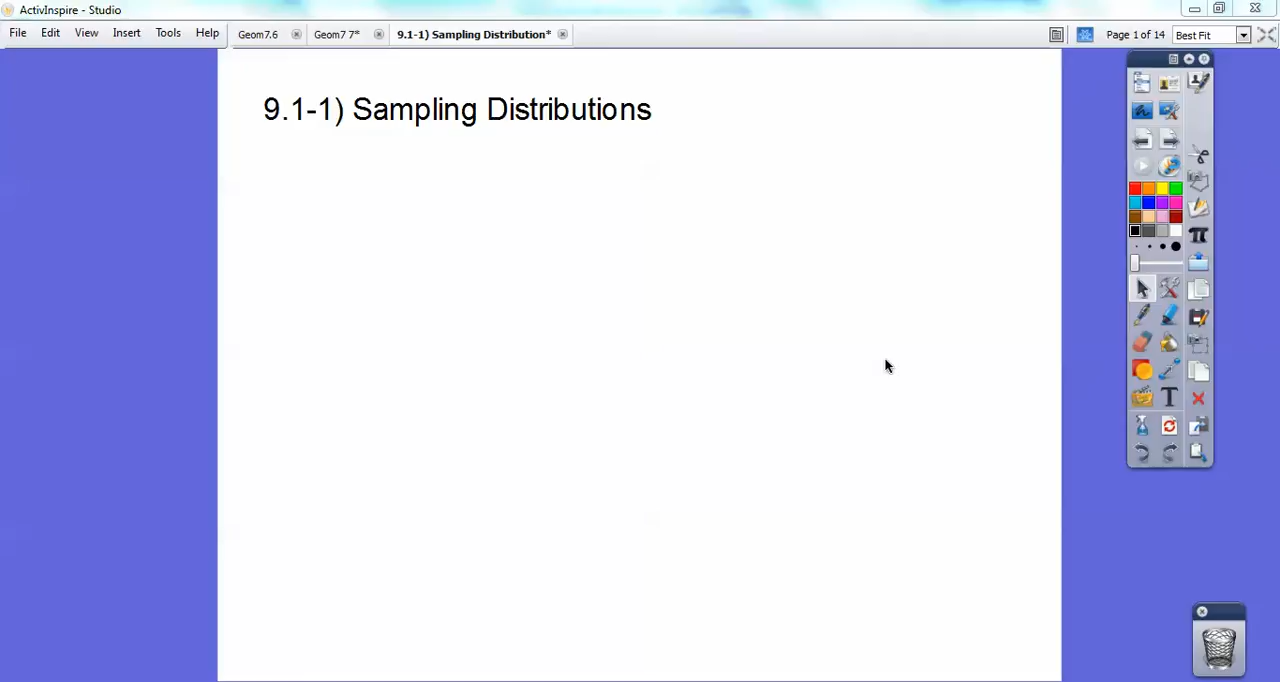 ActivInspire - Studio
File Edit View Insert Tools Help Geom7.6 Geom7 7* 9.1-1) Sampling Distribution* Page 1 of 14 Best Fit
9.1-1) Sampling Distributions